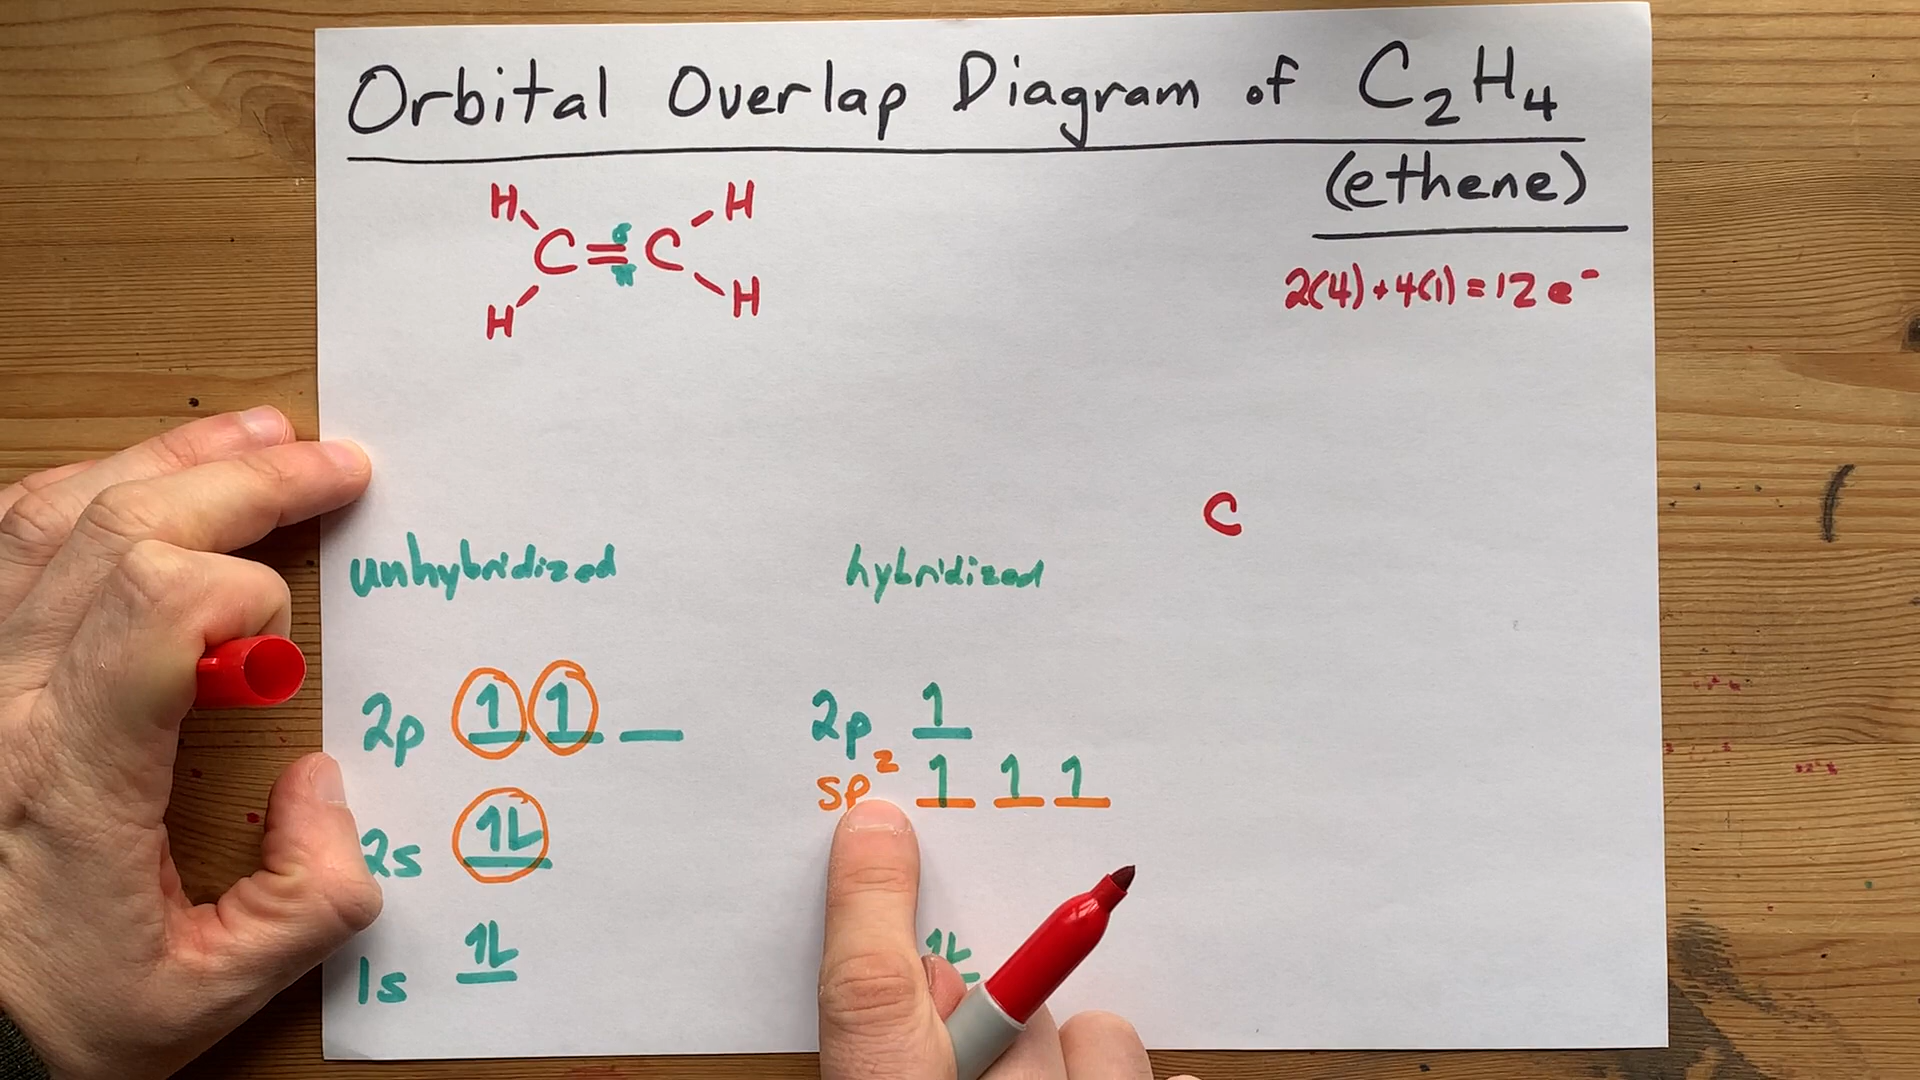 Orbital Overlap Diagram of C₂H₄
(ethene)
2(4) + 4(1) = 12 e⁻
H H
C = C
σ
π
H H
C
unhybridized
hybridized
2p 1 1 _
2p 1
sp² 1 1 1
2s 1L
1s 1L
1L